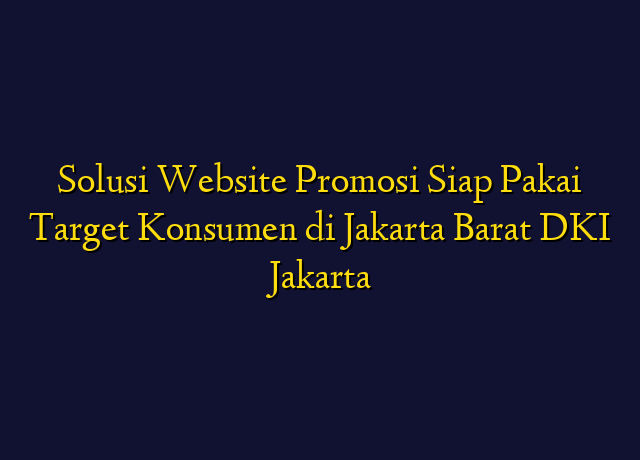 Solusi Website Promosi Siap Pakai
Target Konsumen di Jakarta Barat DKI
Jakarta